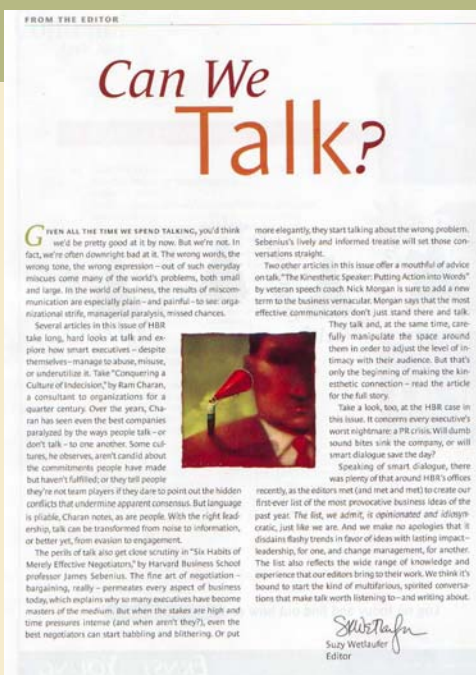 FROM THE EDITOR
Can We
Talk?
GIVEN ALL THE TIME WE SPEND TALKING, you'd think
we'd be pretty good at it by now. But we're not. In
fact, we're often downright bad at it. The wrong words, the
wrong tone, the wrong expression – out of such everyday
miscues come many of the world's problems, both small
and large. In the world of business, the results of miscom-
munication are especially plain – and painful – to see: orga-
nizational strife, managerial paralysis, missed chances.
Several articles in this issue of HBR
take long, hard looks at talk and ex-
plore how smart executives – despite
themselves – manage to abuse, misuse,
or underutilize it. Take "Conquering a
Culture of Indecision," by Ram Charan,
a consultant to organizations for a
quarter century. Over the years, Cha-
ran has seen even the best companies
paralyzed by the ways people talk – or
don't talk – to one another. Some cul-
tures, he observes, aren't candid about
the commitments people have made
but haven't fulfilled; or they tell people
they're not team players if they dare to point out the hidden
conflicts that undermine apparent consensus. But language
is pliable, Charan notes, as are people. With the right lead-
ership, talk can be transformed from noise to information,
or better yet, from evasion to engagement.
The perils of talk also get close scrutiny in "Six Habits of
Merely Effective Negotiators," by Harvard Business School
professor James Sebenius. The fine art of negotiation –
bargaining, really – permeates every aspect of business
today, which explains why so many executives have become
masters of the medium. But when the stakes are high and
time pressures intense (and when aren't they?), even the
best negotiators can start babbling and blithering. Or put
more elegantly, they start talking about the wrong problem.
Sebenius's lively and informed treatise will set those con-
versations straight.
Two other articles in this issue offer a mouthful of advice
on talk. "The Kinesthetic Speaker: Putting Action into Words"
by veteran speech coach Nick Morgan is sure to add a new
term to the business vernacular. Morgan says that the most
effective communicators don't just stand there and talk.
They talk and, at the same time, care-
fully manipulate the space around
them in order to adjust the level of in-
timacy with their audience. But that's
only the beginning of making the kin-
esthetic connection – read the article
for the full story.
Take a look, too, at the HBR case in
this issue. It concerns every executive's
worst nightmare: a PR crisis. Will dumb
sound bites sink the company, or will
smart dialogue save the day?
Speaking of smart dialogue, there
was plenty of that around HBR's offices
recently, as the editors met (and met and met) to create our
first-ever list of the most provocative business ideas of the
past year. The list, we admit, is opinionated and idiosyn-
cratic, just like we are. And we make no apologies that it
disdains flashy trends in favor of ideas with lasting impact –
leadership, for one, and change management, for another.
The list also reflects the wide range of knowledge and
experience that our editors bring to their work. We think it's
bound to start the kind of multifarious, spirited conversa-
tions that make talk worth listening to – and writing about.
Suzy Wetlaufer
Suzy Wetlaufer
Editor